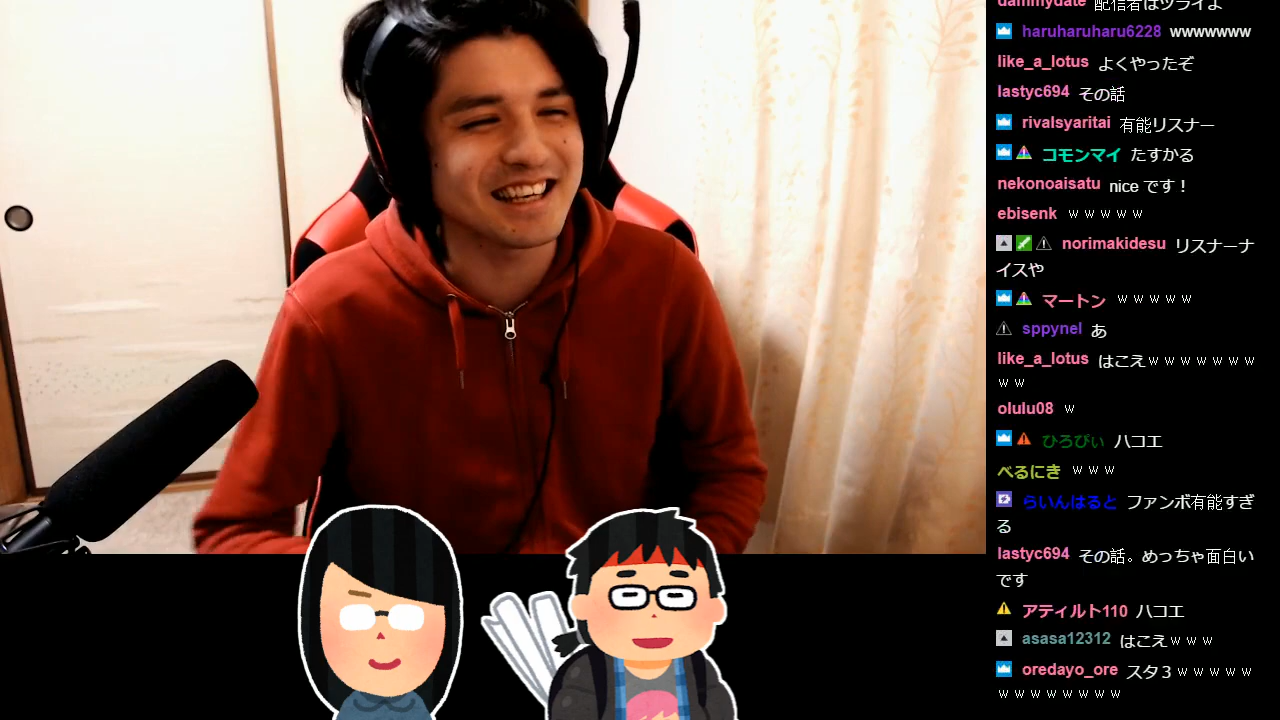 dammydate 配信者はツライよ
haruharuharu6228 wwwwwww
like_a_lotus よくやったぞ
lastyc694 その話
rivalsyaritai 有能リスナー
コモンマイ たすかる
nekonoaisatu nice です！
ebisenk ｗｗｗｗｗ
norimakidesu リスナーナ
イスや
マートン ｗｗｗｗｗ
sppynel あ
like_a_lotus はこえｗｗｗｗｗｗｗ
ｗｗ
olulu08 ｗ
ひろぴぃ ハコエ
べるにき ｗｗｗ
らいんはると ファンボ有能すぎ
る
lastyc694 その話。めっちゃ面白い
です
アティルト110 ハコエ
asasa12312 はこえｗｗｗ
oredayo_ore スタ３ｗｗｗｗｗ
ｗｗｗｗｗｗｗｗ